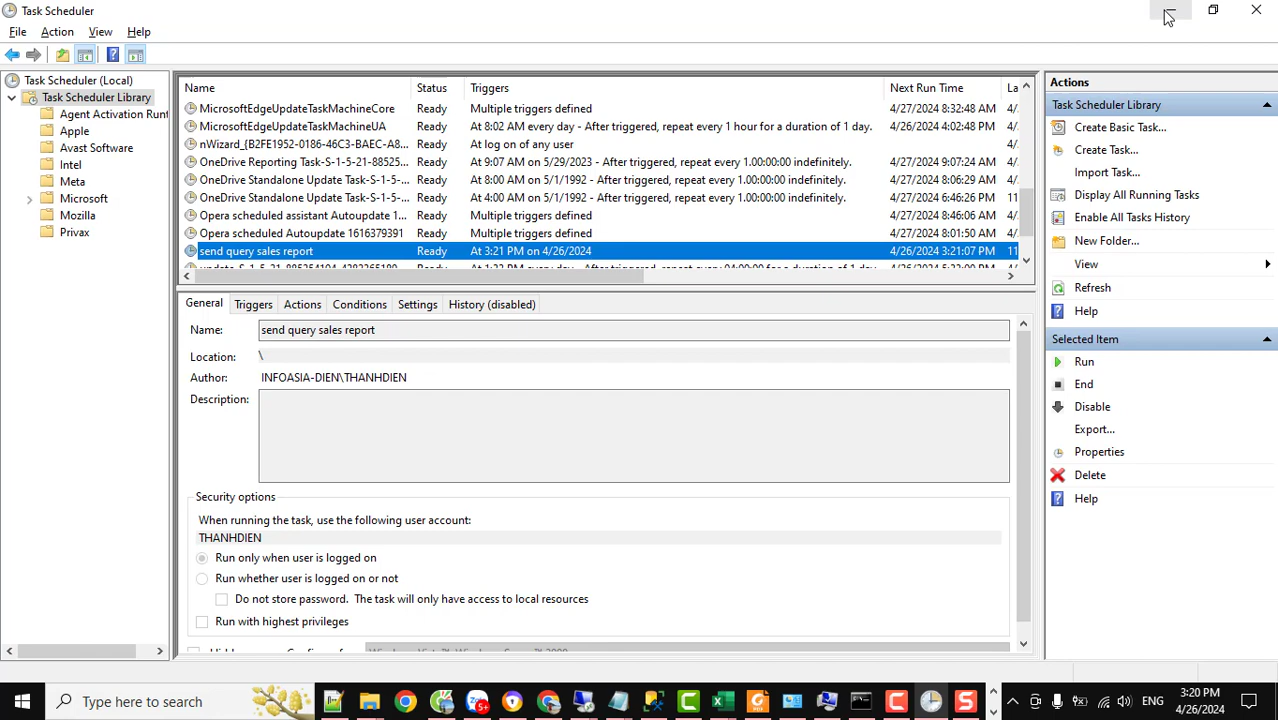 Task Scheduler
File Action View Help
Task Scheduler (Local)
Task Scheduler Library
Agent Activation Runt
Apple
Avast Software
Intel
Meta
Microsoft
Mozilla
Privax
Name Status Triggers Next Run Time La
MicrosoftEdgeUpdateTaskMachineCore Ready Multiple triggers defined 4/27/2024 8:32:48 AM 4/
MicrosoftEdgeUpdateTaskMachineUA Ready At 8:02 AM every day - After triggered, repeat every 1 hour for a duration of 1 day. 4/26/2024 4:02:48 PM 4/
nWizard_{B2FE1952-0186-46C3-BAEC-A8... Ready At log on of any user 4/
OneDrive Reporting Task-S-1-5-21-88525... Ready At 9:07 AM on 5/29/2023 - After triggered, repeat every 1.00:00:00 indefinitely. 4/27/2024 9:07:24 AM 4/
OneDrive Standalone Update Task-S-1-5-... Ready At 8:00 AM on 5/1/1992 - After triggered, repeat every 1.00:00:00 indefinitely. 4/27/2024 8:06:29 AM 4/
OneDrive Standalone Update Task-S-1-5-... Ready At 4:00 AM on 5/1/1992 - After triggered, repeat every 1.00:00:00 indefinitely. 4/27/2024 6:42:39 AM 11
Opera scheduled assistant Autoupdate 1... Ready Multiple triggers defined 4/27/2024 8:46:06 AM 4/
Opera scheduled Autoupdate 1616379391 Ready Multiple triggers defined 4/27/2024 8:01:50 AM 4/
send query sales report Ready At 3:21 PM on 4/26/2024 4/26/2024 3:21:07 PM 11
General Triggers Actions Conditions Settings History (disabled)
Name: send query sales report
Location: \
Author: INFOASIA-DIEN\THANHDIEN
Description:
Security options
When running the task, use the following user account:
THANHDIEN
Run only when user is logged on
Run whether user is logged on or not
Do not store password. The task will only have access to local resources
Run with highest privileges
Actions
Task Scheduler Library
Create Basic Task...
Create Task...
Import Task...
Display All Running Tasks
Enable All Tasks History
New Folder...
View
Refresh
Help
Selected Item
Run
End
Disable
Export...
Properties
Delete
Help
Type here to search
ENG
3:20 PM
4/26/2024